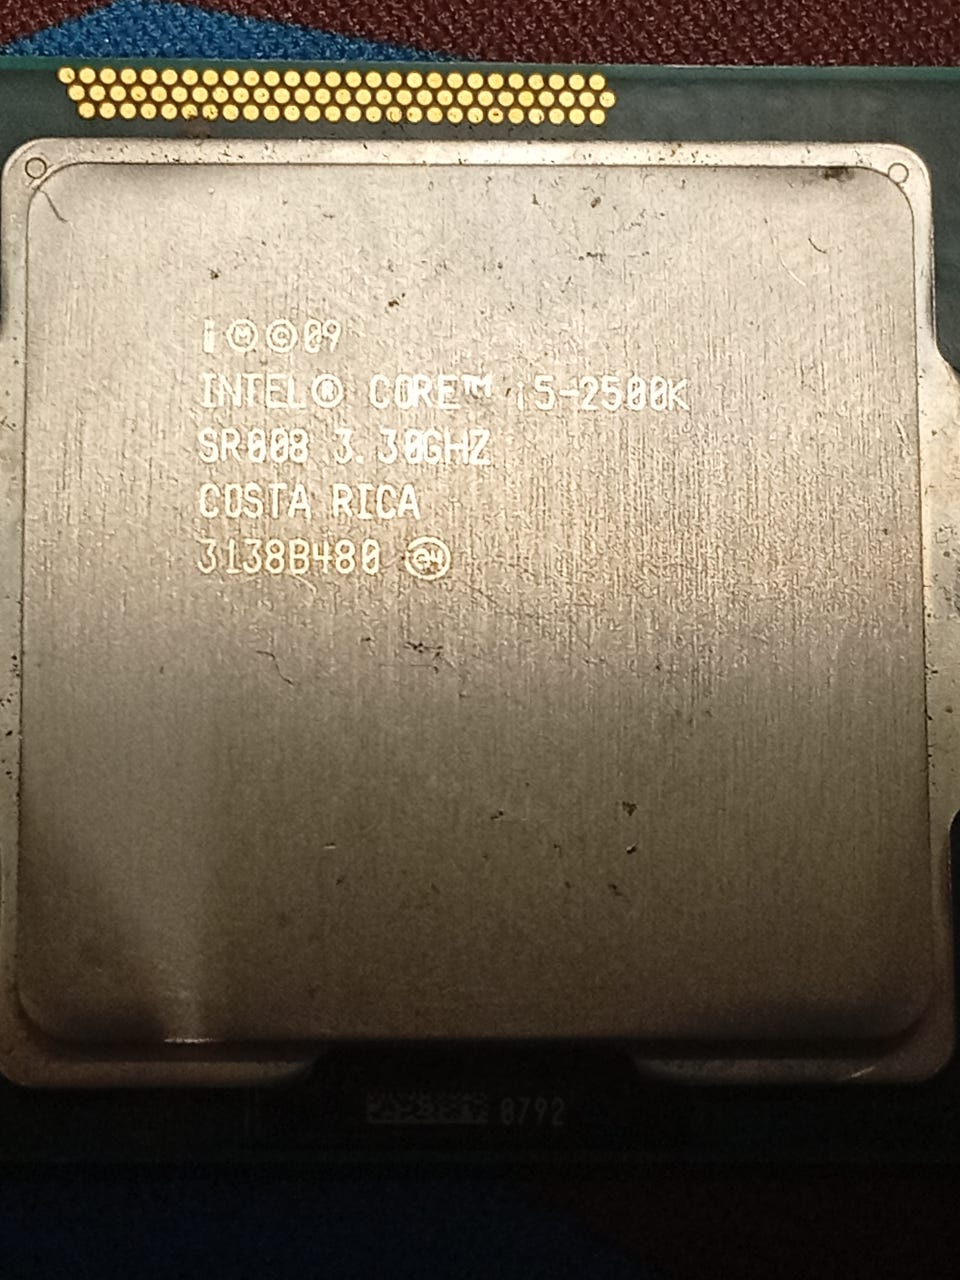 i Ⓜ © 09
INTEL® CORE™ i5-2500K
SR008 3.30GHZ
COSTA RICA
3138B480 e4
0792